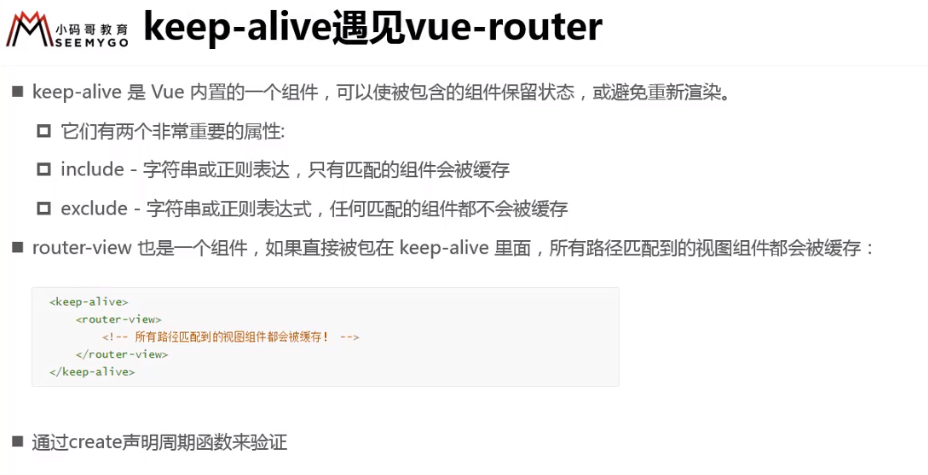 小码哥教育
SEEMYGO
keep-alive遇见vue-router
keep-alive 是 Vue 内置的一个组件，可以使被包含的组件保留状态，或避免重新渲染。
它们有两个非常重要的属性:
include - 字符串或正则表达，只有匹配的组件会被缓存
exclude - 字符串或正则表达式，任何匹配的组件都不会被缓存
router-view 也是一个组件，如果直接被包在 keep-alive 里面，所有路径匹配到的视图组件都会被缓存：
<keep-alive>
<router-view>
<!-- 所有路径匹配到的视图组件都会被缓存！ -->
</router-view>
</keep-alive>
通过create声明周期函数来验证